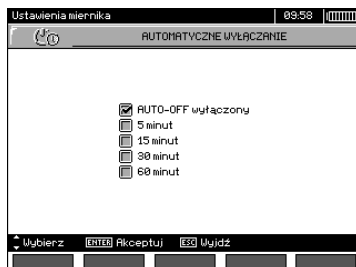 Ustawienia miernika 09:58
AUTOMATYCZNE WYŁĄCZANIE
AUTO-OFF wyłączony
5 minut
15 minut
30 minut
60 minut
Wybierz ENTER Akceptuj ESC Wyjdź